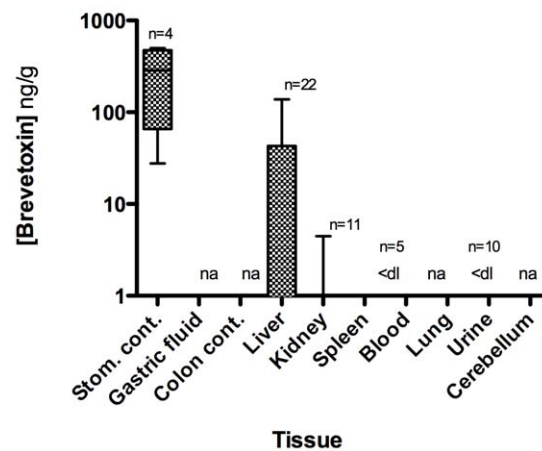 [Brevetoxin] ng/g
1000
100
10
1
n=4
na
na
n=22
n=11
n=5
<dl
na
n=10
<dl
na
Stom. cont.
Gastric fluid
Colon cont.
Liver
Kidney
Spleen
Blood
Lung
Urine
Cerebellum
Tissue